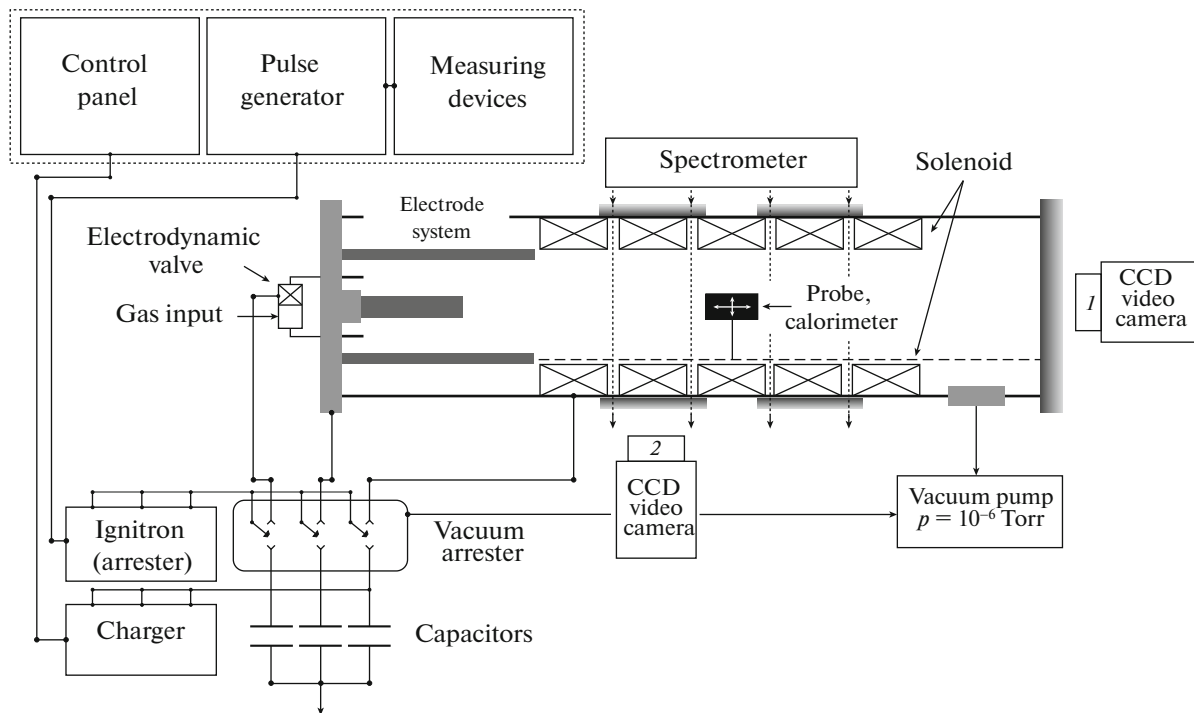 Control
panel
Pulse
generator
Measuring
devices
Spectrometer
Solenoid
Electrode
system
Electrodynamic
valve
Gas input
Probe,
calorimeter
1
CCD
video
camera
2
CCD
video
camera
Vacuum pump
p = 10⁻⁶ Torr
Ignitron
(arrester)
Vacuum
arrester
Charger
Capacitors